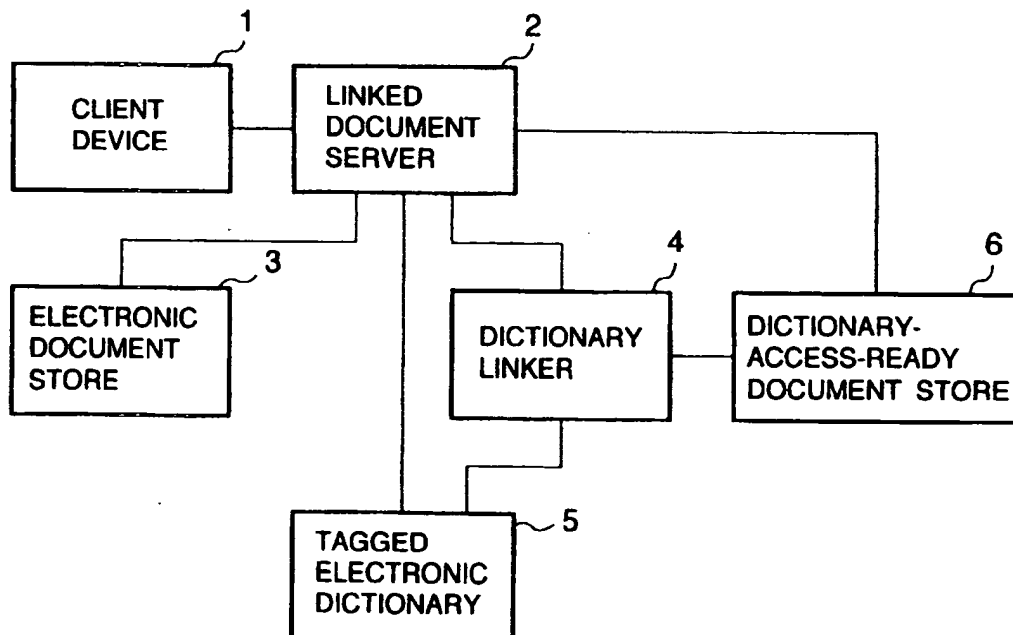 1
CLIENT
DEVICE
2
LINKED
DOCUMENT
SERVER
3
ELECTRONIC
DOCUMENT
STORE
4
DICTIONARY
LINKER
6
DICTIONARY-
ACCESS-READY
DOCUMENT STORE
5
TAGGED
ELECTRONIC
DICTIONARY